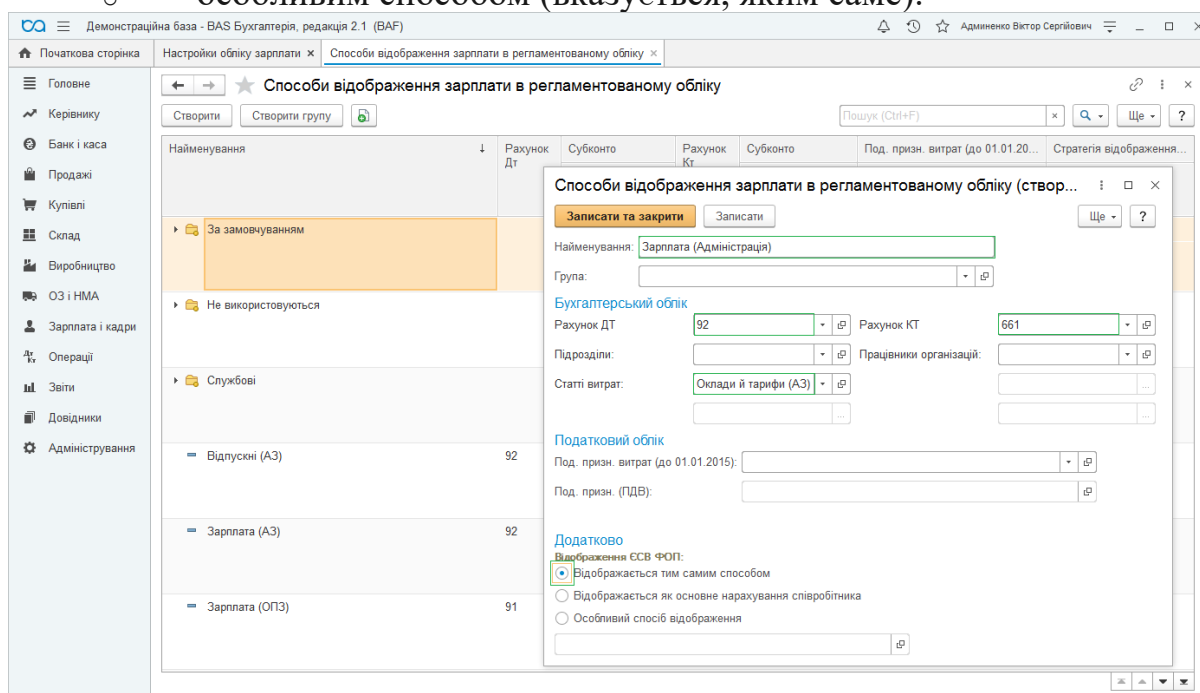 особливим способом (вказується, яким саме).
Демонстраційна база - BAS Бухгалтерія, редакція 2.1 (BAF)
Админенко Віктор Сергійович
Початкова сторінка
Настройки обліку зарплати ×
Способи відображення зарплати в регламентованому обліку ×
Головне
Керівнику
Банк і каса
Продажі
Купівлі
Склад
Виробництво
ОЗ і НМА
Зарплата і кадри
Операції
Звіти
Довідники
Адміністрування
Способи відображення зарплати в регламентованому обліку
Створити
Створити групу
Пошук (Ctrl+F)
×
Ще
?
Найменування ↓
Рахунок Дт
Субконто
Рахунок Кт
Субконто
Под. призн. витрат (до 01.01.20...
Стратегія відображення...
За замовчуванням
Не використовуються
Службові
Відпускні (АЗ) 92
Зарплата (АЗ) 92
Зарплата (ОПЗ) 91
Способи відображення зарплати в регламентованому обліку (створ...
Записати та закрити
Записати
Ще
?
Найменування: Зарплата (Адміністрація)
Група:
Бухгалтерський облік
Рахунок ДТ 92 Рахунок КТ 661
Підрозділи: Працівники організацій:
Статті витрат: Оклади й тарифи (АЗ)
Податковий облік
Под. призн. витрат (до 01.01.2015):
Под. призн. (ПДВ):
Додатково
Відображення ЄСВ ФОП:
Відображається тим самим способом
Відображається як основне нарахування співробітника
Особливий спосіб відображення